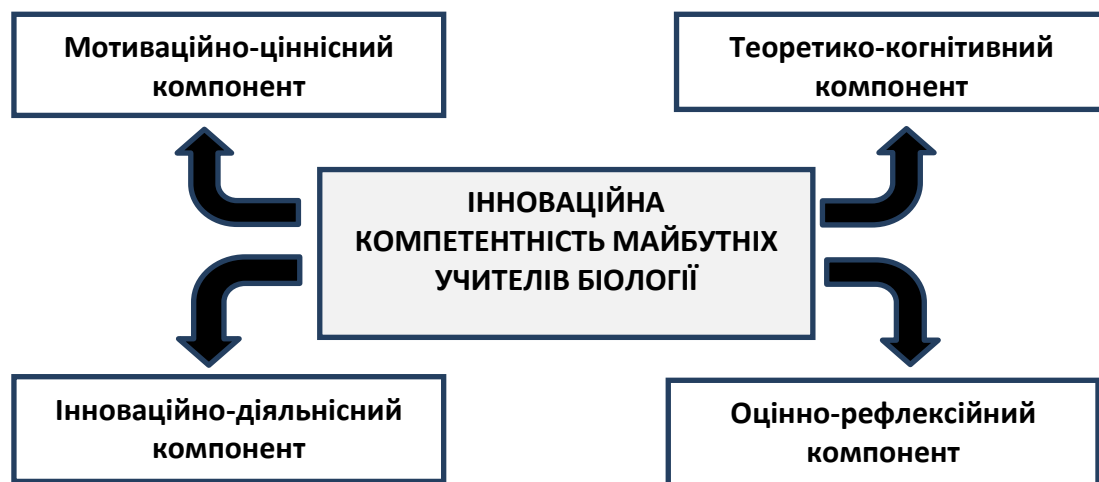 Мотиваційно-ціннісний
компонент
Теоретико-когнітивний
компонент
ІННОВАЦІЙНА
КОМПЕТЕНТНІСТЬ МАЙБУТНІХ
УЧИТЕЛІВ БІОЛОГІЇ
Інноваційно-діяльнісний
компонент
Оцінно-рефлексійний
компонент